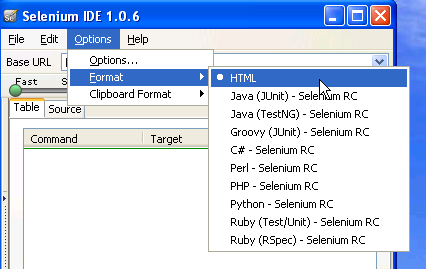 Selenium IDE 1.0.6
File Edit Options Help
Base URL
Options...
Format
Clipboard Format
Fast
Table Source
Command Target
HTML
Java (JUnit) - Selenium RC
Java (TestNG) - Selenium RC
Groovy (JUnit) - Selenium RC
C# - Selenium RC
Perl - Selenium RC
PHP - Selenium RC
Python - Selenium RC
Ruby (Test/Unit) - Selenium RC
Ruby (RSpec) - Selenium RC